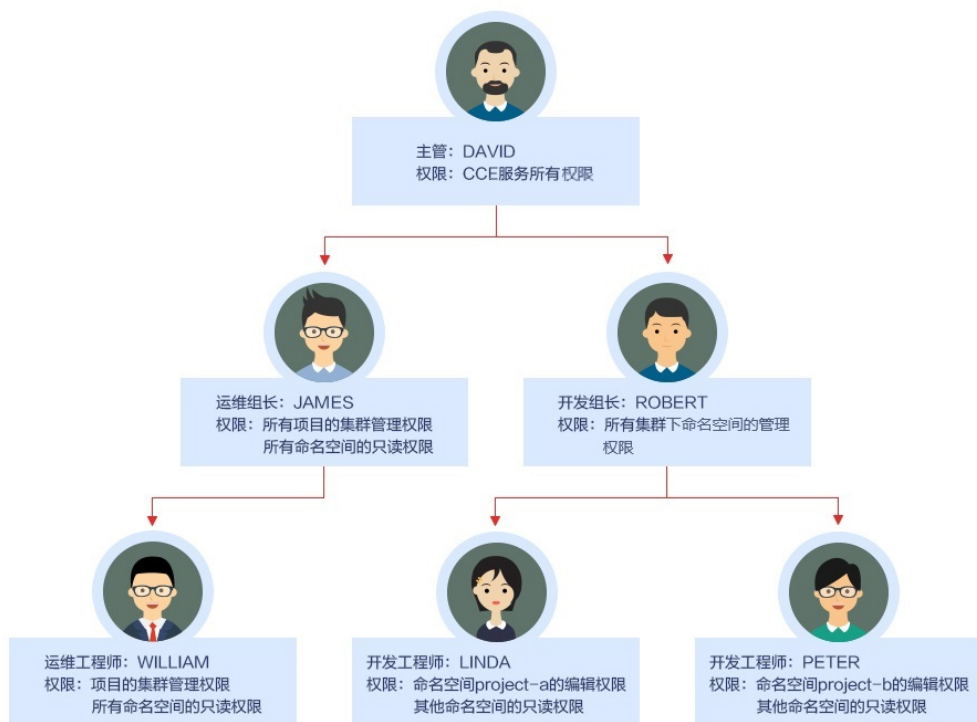 主管：DAVID
权限：CCE服务所有权限
运维组长：JAMES
权限：所有项目的集群管理权限
所有命名空间的只读权限
开发组长：ROBERT
权限：所有集群下命名空间的管理
权限
运维工程师：WILLIAM
权限：项目的集群管理权限
所有命名空间的只读权限
开发工程师：LINDA
权限：命名空间project-a的编辑权限
其他命名空间的只读权限
开发工程师：PETER
权限：命名空间project-b的编辑权限
其他命名空间的只读权限